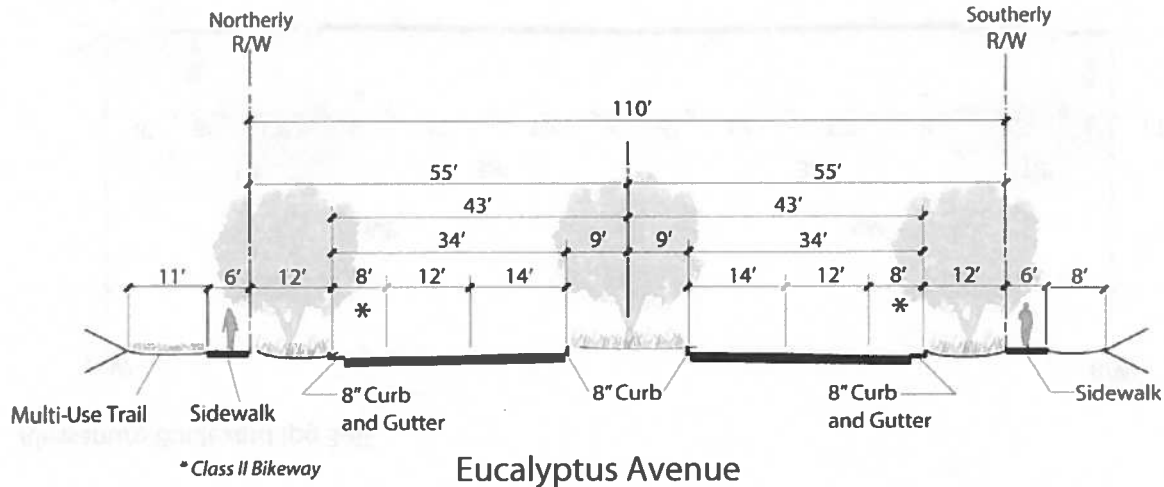 Northerly
R/W
Southerly
R/W
110'
55'
55'
43'
43'
34'
9'
9'
34'
11'
6'
12'
8'
12'
14'
14'
12'
8'
12'
6'
8'
*
*
Multi-Use Trail
Sidewalk
8" Curb
and Gutter
8" Curb
8" Curb
and Gutter
Sidewalk
* Class II Bikeway
Eucalyptus Avenue